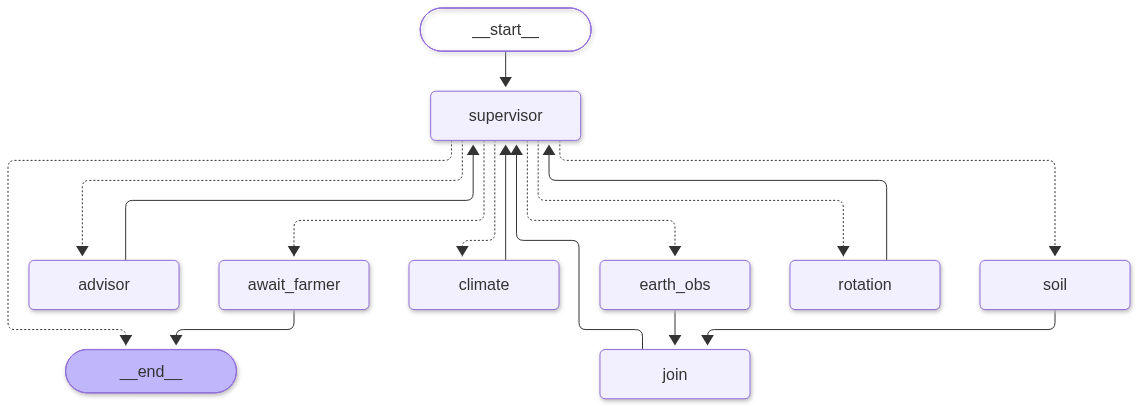 __start__
supervisor
advisor
await_farmer
climate
earth_obs
rotation
soil
__end__
join